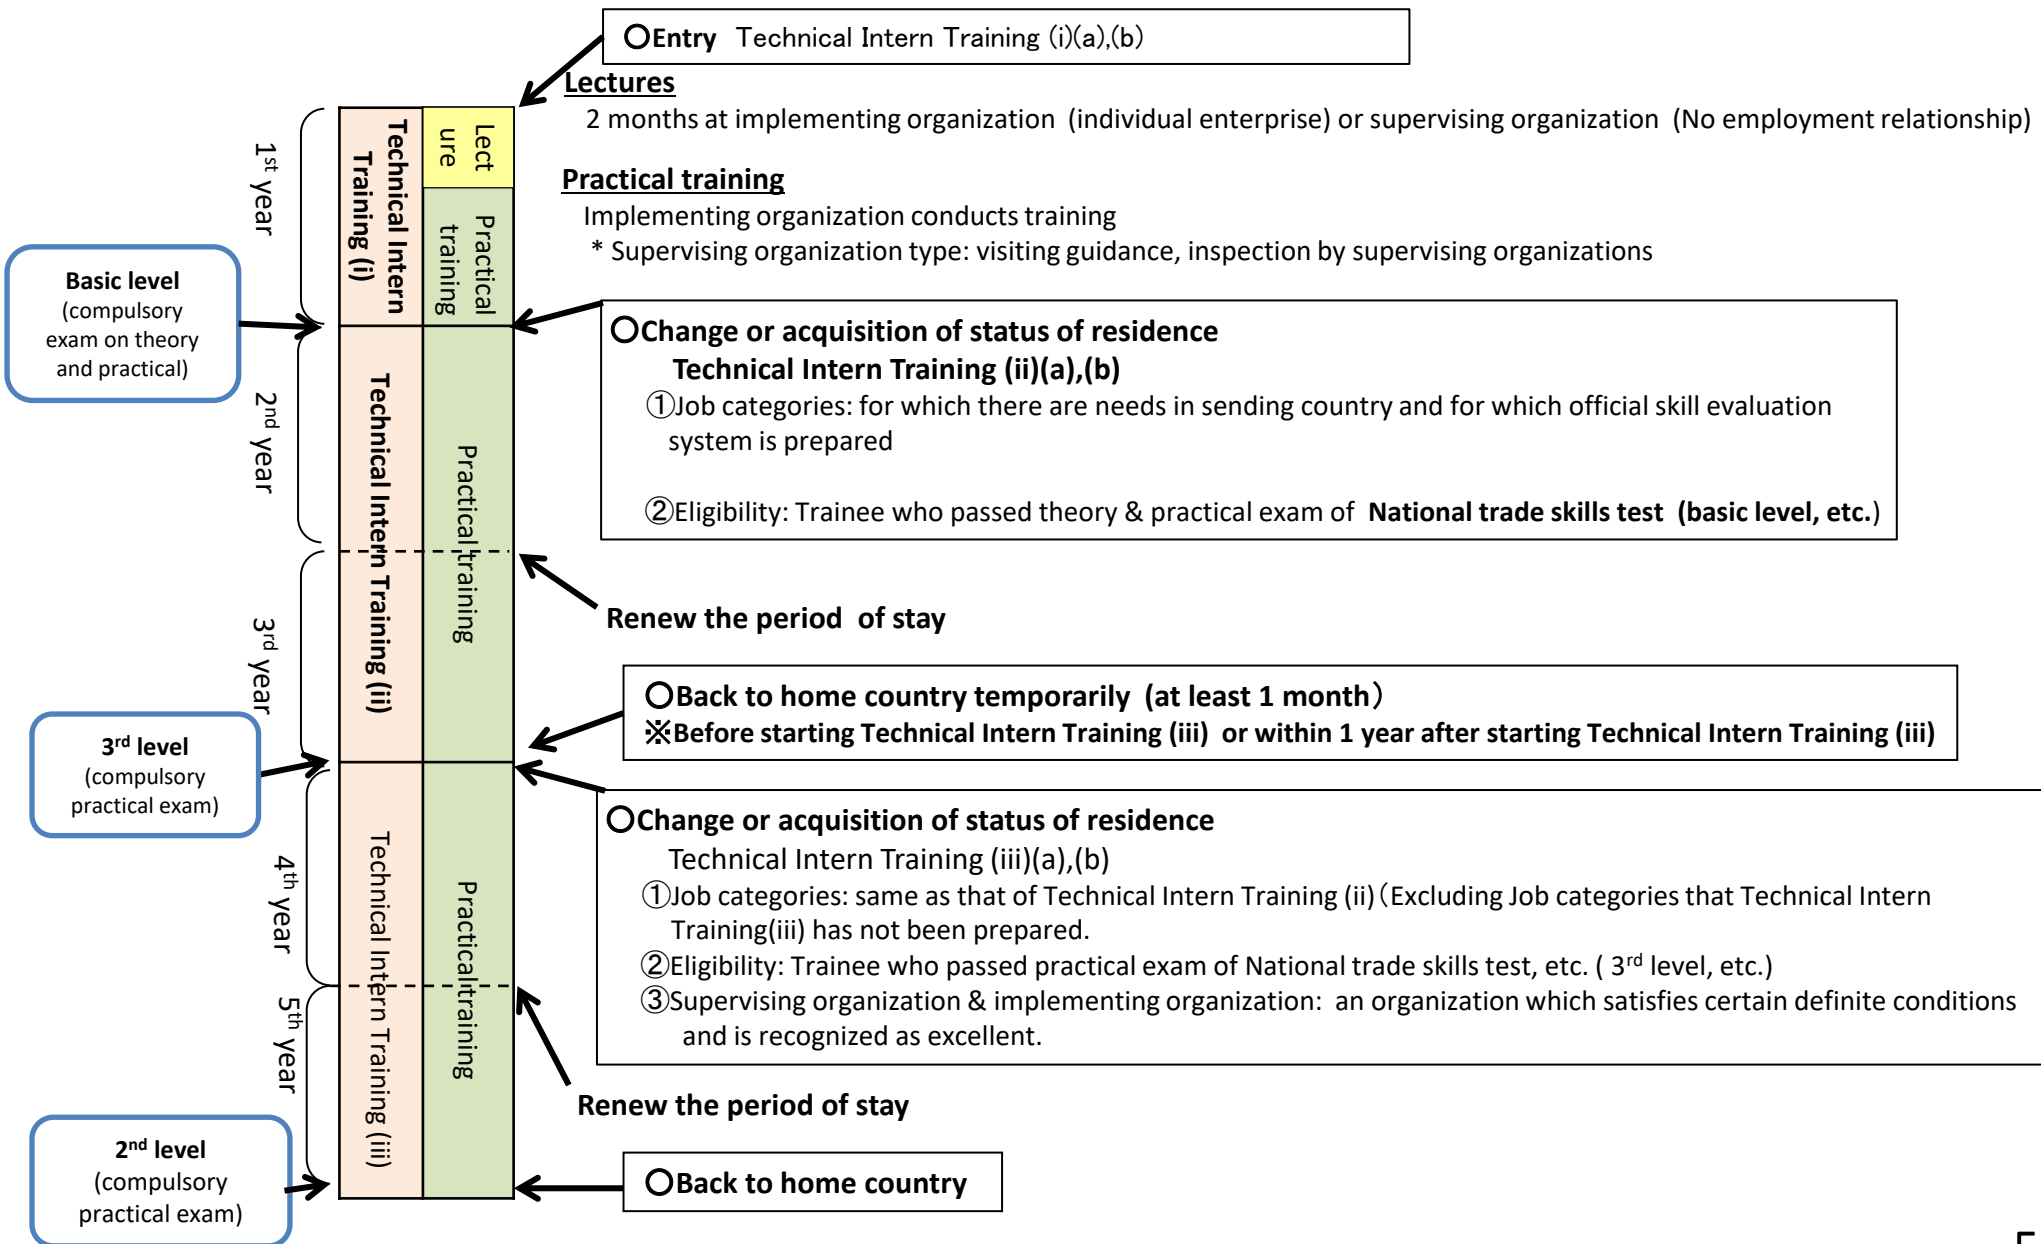 ○Entry Technical Intern Training (i)(a),(b)
Lectures
2 months at implementing organization (individual enterprise) or supervising organization (No employment relationship)
Practical training
Implementing organization conducts training
* Supervising organization type: visiting guidance, inspection by supervising organizations
1st year
Technical Intern
Training (i)
Lect
ure
Practical
training
Basic level
(compulsory
exam on theory
and practical)
○Change or acquisition of status of residence
Technical Intern Training (ii)(a),(b)
①Job categories: for which there are needs in sending country and for which official skill evaluation
system is prepared
②Eligibility: Trainee who passed theory & practical exam of National trade skills test (basic level, etc.)
2nd year
Technical Intern Training (ii)
Practical training
Renew the period of stay
3rd year
○Back to home country temporarily (at least 1 month）
※Before starting Technical Intern Training (iii) or within 1 year after starting Technical Intern Training (iii)
3rd level
(compulsory
practical exam)
○Change or acquisition of status of residence
Technical Intern Training (iii)(a),(b)
①Job categories: same as that of Technical Intern Training (ii)（Excluding Job categories that Technical Intern
Training(iii) has not been prepared.
②Eligibility: Trainee who passed practical exam of National trade skills test, etc. ( 3rd level, etc.)
③Supervising organization & implementing organization: an organization which satisfies certain definite conditions
and is recognized as excellent.
4th year
Technical Intern Training (iii)
Practical training
5th year
Renew the period of stay
2nd level
(compulsory
practical exam)
○Back to home country